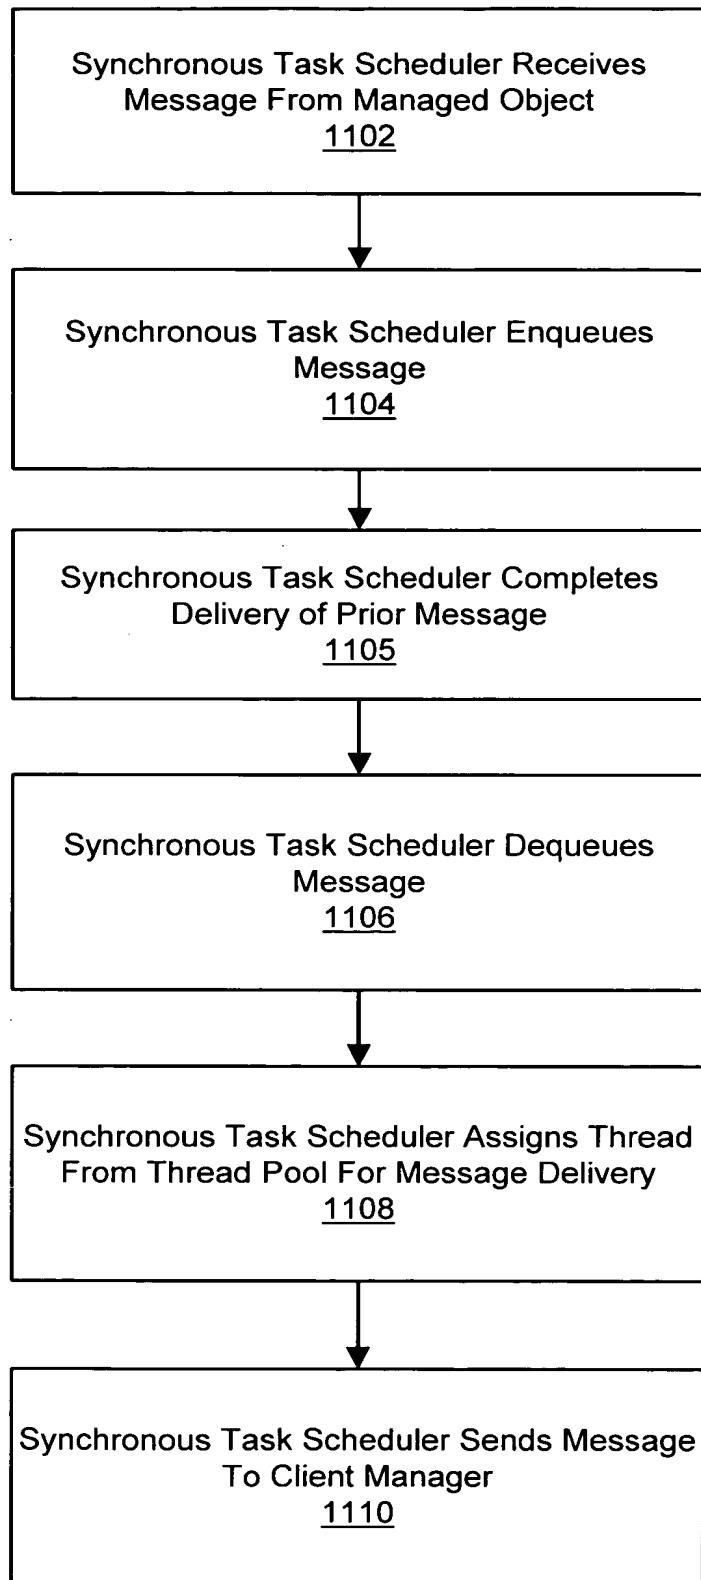 Synchronous Task Scheduler Receives
Message From Managed Object
1102
Synchronous Task Scheduler Enqueues
Message
1104
Synchronous Task Scheduler Completes
Delivery of Prior Message
1105
Synchronous Task Scheduler Dequeues
Message
1106
Synchronous Task Scheduler Assigns Thread
From Thread Pool For Message Delivery
1108
Synchronous Task Scheduler Sends Message
To Client Manager
1110